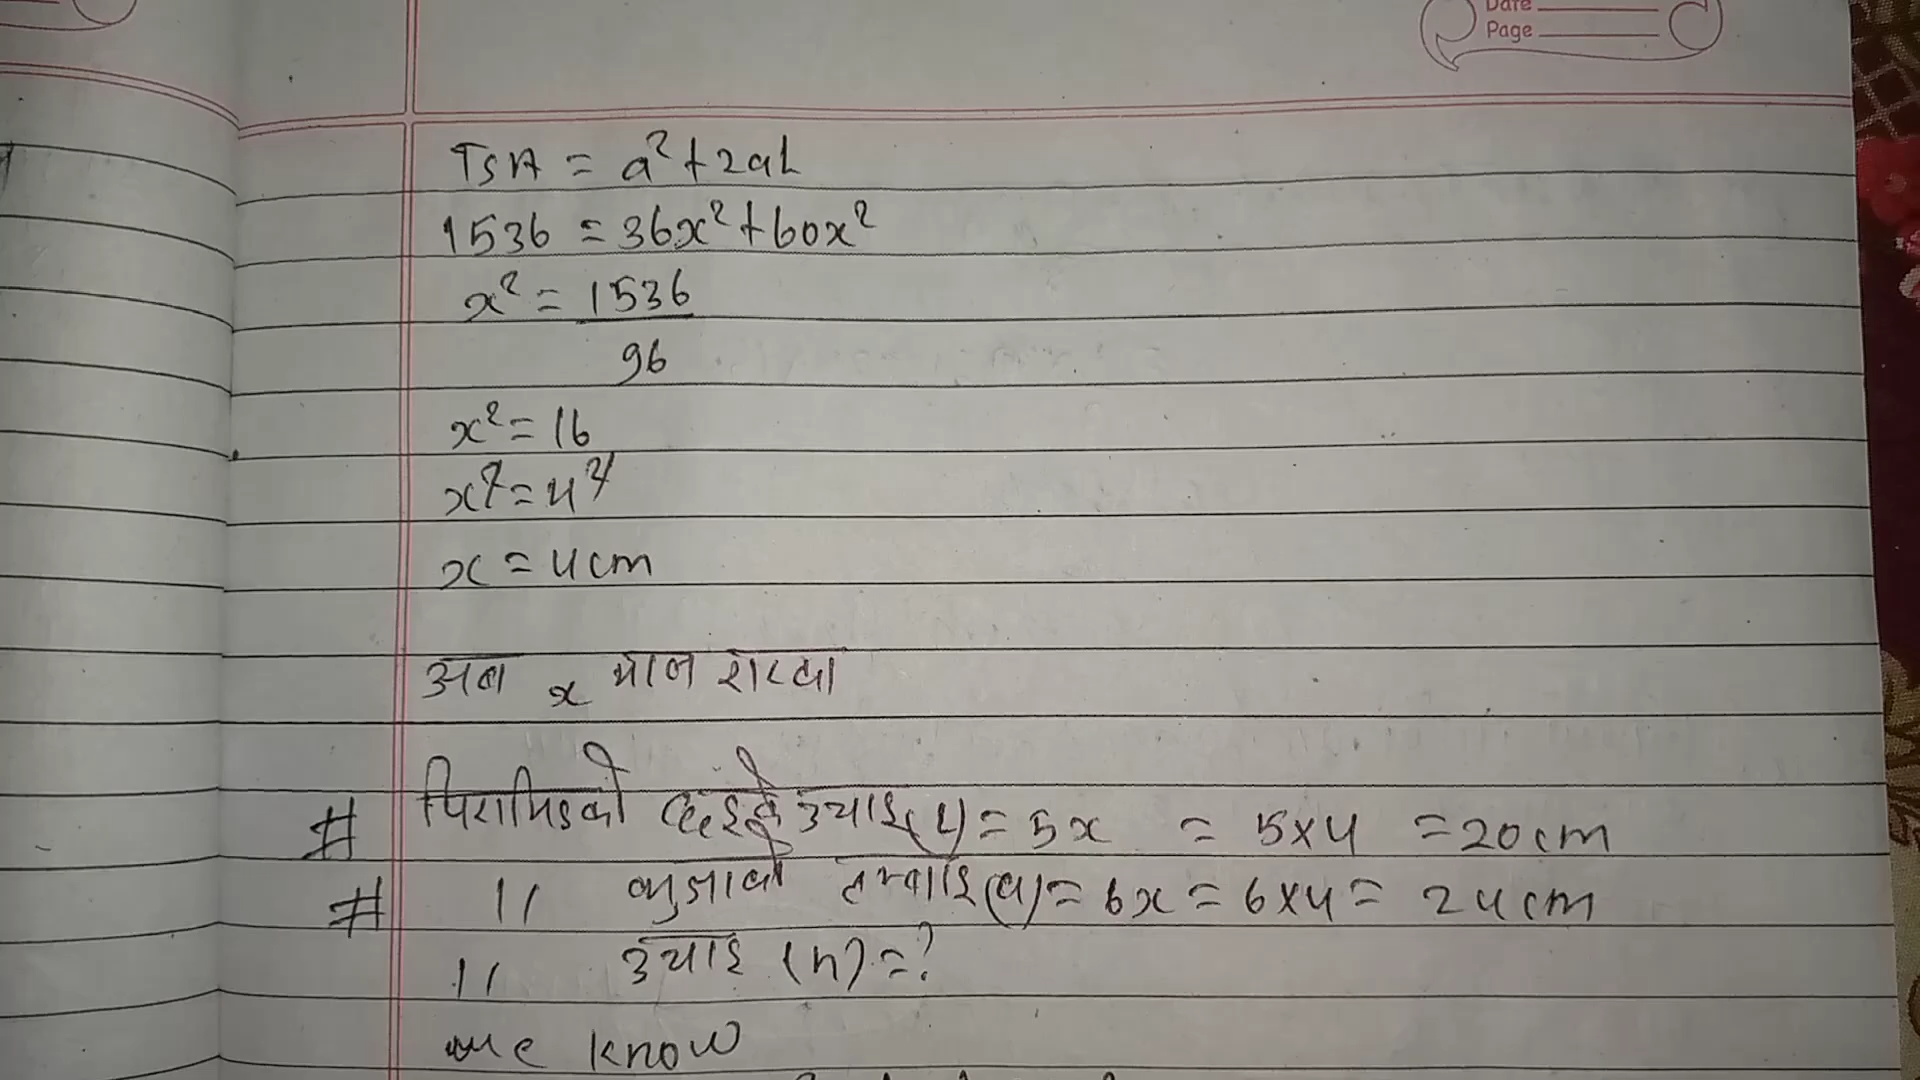 Date
Page
TSA = a²+2al
1536 = 36x²+60x²
x² = 1536
96
x² = 16
x² = 4²
x = 4cm
अब x मान राख्दा
# पिरामिडको छड्के उचाइ(l) = 5x = 5×4 = 20cm
# 〃 भुजाको लम्बाइ(a) = 6x = 6×4 = 24cm
〃 उचाइ (h) = ?
we know